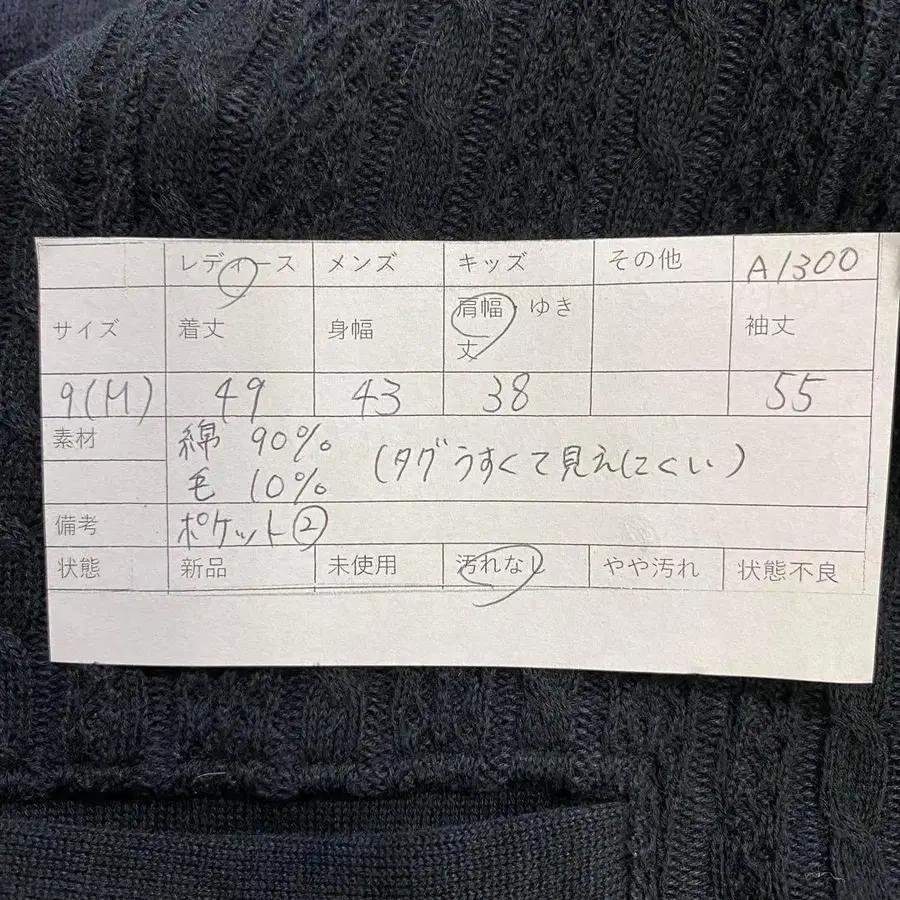 レディース メンズ キッズ その他 A1300
サイズ 着丈 身幅 肩幅・ゆき丈 袖丈
9(M) 49 43 38 55
素材 綿 90% (タグうすくて見えにくい)
毛 10%
備考 ポケット②
状態 新品 未使用 汚れなし やや汚れ 状態不良